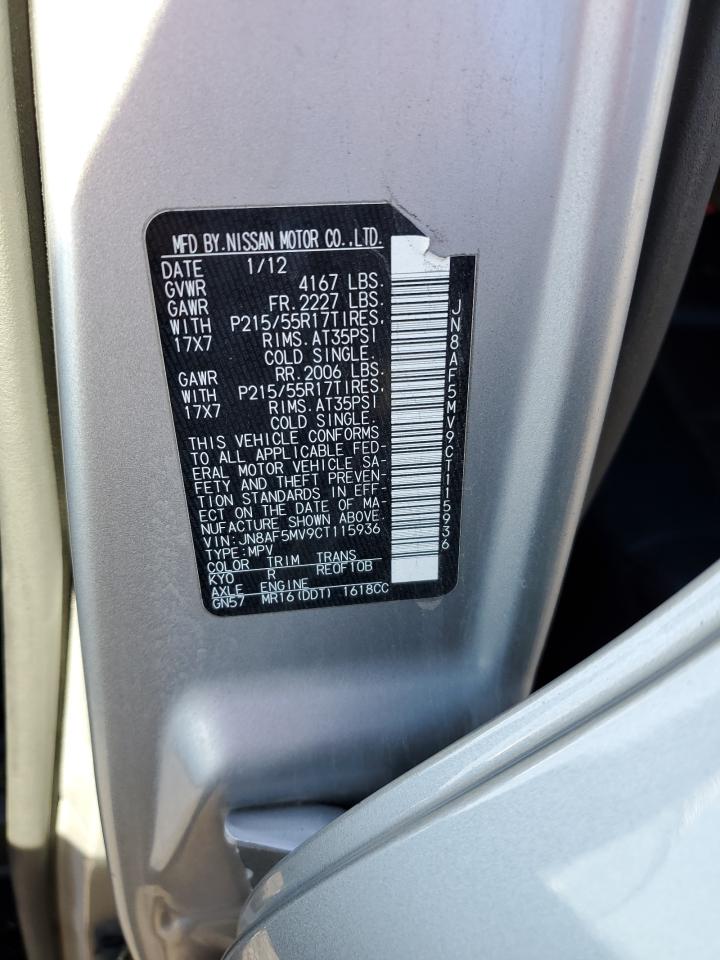 MFD BY.NISSAN MOTOR CO.,LTD.
DATE 1/12
GVWR 4167 LBS.
GAWR FR.2227 LBS.
WITH P215/55R17TIRES,
17X7 RIMS.AT35PSI
COLD SINGLE.
GAWR RR.2006 LBS.
WITH P215/55R17TIRES,
17X7 RIMS.AT35PSI
COLD SINGLE.
THIS VEHICLE CONFORMS
TO ALL APPLICABLE FED-
ERAL MOTOR VEHICLE SA-
FETY AND THEFT PREVEN-
TION STANDARDS IN EFF-
ECT ON THE DATE OF MA-
NUFACTURE SHOWN ABOVE.
VIN:JN8AF5MV9CT115936
TYPE:MPV
COLOR TRIM TRANS
KY0 R RE0F10B
AXLE ENGINE
GN57 MR16(DDT) 1618CC
JN8AF5MV9CT115936